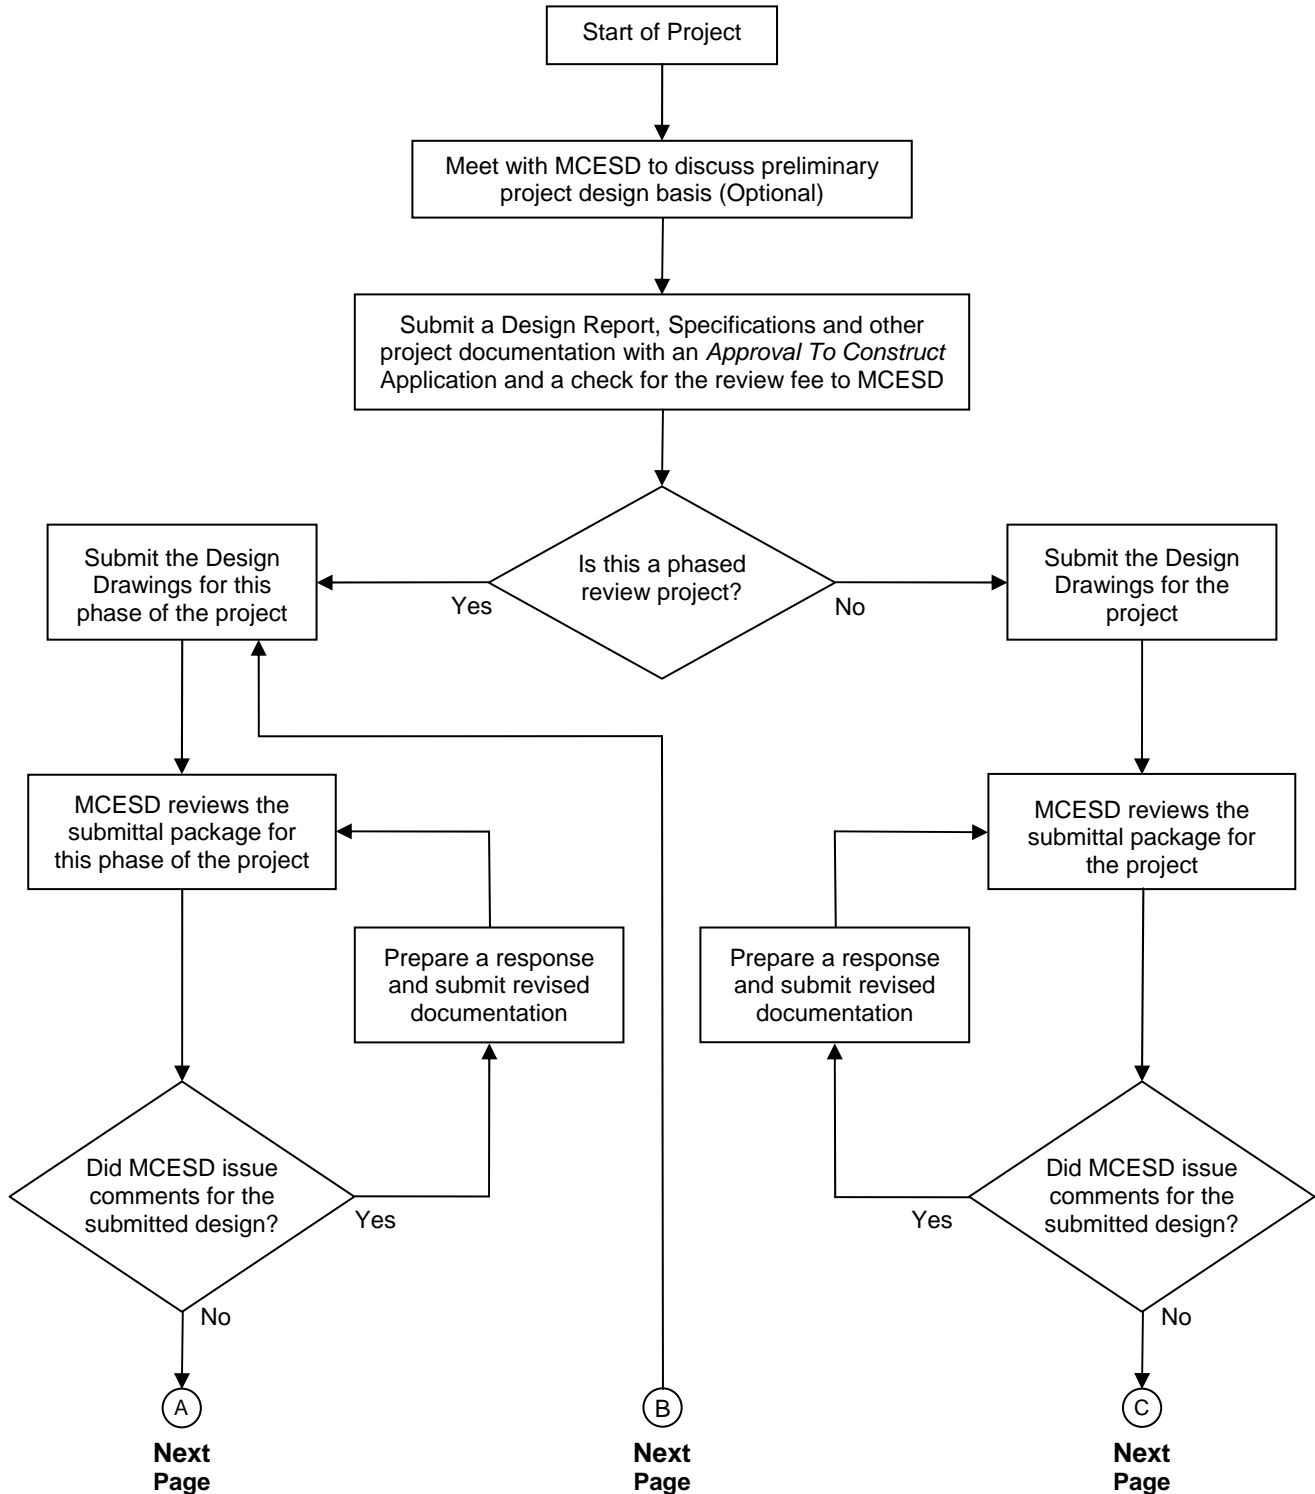 Start of Project
Meet with MCESD to discuss preliminary
project design basis (Optional)
Submit a Design Report, Specifications and other
project documentation with an Approval To Construct
Application and a check for the review fee to MCESD
Is this a phased
review project?
Yes
No
Submit the Design
Drawings for this
phase of the project
Submit the Design
Drawings for the
project
MCESD reviews the
submittal package for
this phase of the project
MCESD reviews the
submittal package for
the project
Prepare a response
and submit revised
documentation
Prepare a response
and submit revised
documentation
Did MCESD issue
comments for the
submitted design?
Yes
No
Did MCESD issue
comments for the
submitted design?
Yes
No
A
Next
Page
B
Next
Page
C
Next
Page